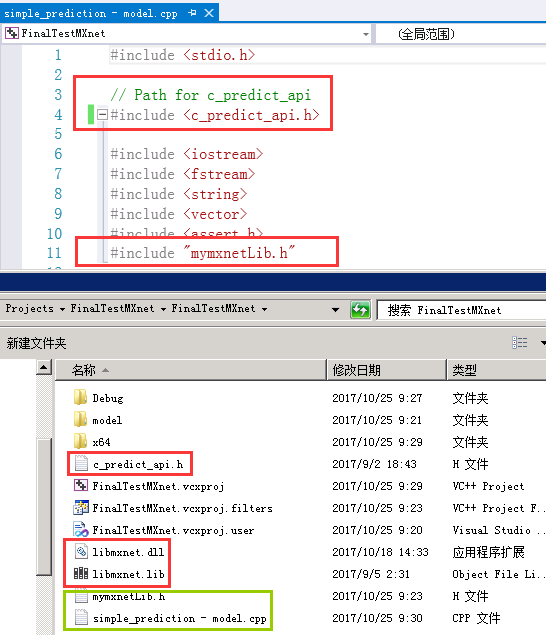 simple_prediction - model.cpp
FinalTestMXnet (全局范围)
1 #include <stdio.h>
2
3 // Path for c_predict_api
4 #include <c_predict_api.h>
5
6 #include <iostream>
7 #include <fstream>
8 #include <string>
9 #include <vector>
10 #include <assert.h>
11 #include "mymxnetLib.h"
Projects FinalTestMXnet FinalTestMXnet 搜索 FinalTestMXnet
新建文件夹
名称 修改日期 类型
Debug 2017/10/25 9:27 文件夹
model 2017/10/25 9:21 文件夹
x64 2017/10/25 9:29 文件夹
c_predict_api.h 2017/9/2 18:43 H 文件
FinalTestMXnet.vcxproj 2017/10/25 9:29 VC++ Project
FinalTestMXnet.vcxproj.filters 2017/10/25 9:23 VC++ Project F...
FinalTestMXnet.vcxproj.user 2017/10/25 9:20 Visual Studio ...
libmxnet.dll 2017/10/18 14:33 应用程序扩展
libmxnet.lib 2017/9/5 2:31 Object File Li...
mymxnetLib.h 2017/10/25 9:23 H 文件
simple_prediction - model.cpp 2017/10/25 9:30 CPP 文件